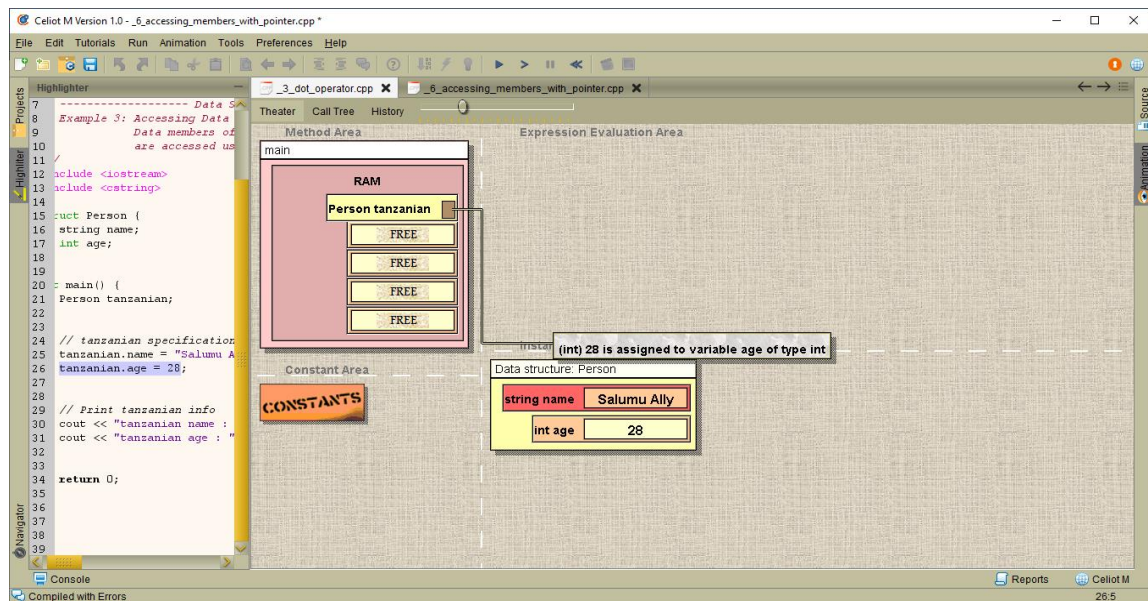 Celiot M Version 1.0 - _6_accessing_members_with_pointer.cpp *
File Edit Tutorials Run Animation Tools Preferences Help
Projects
Highliter
Navigator
Highlighter
7 ------------------- Data S
8 Example 3: Accessing Data
9 Data members of
10 are accessed us
11 /
12 nclude <iostream>
13 nclude <cstring>
14
15 ruct Person {
16 string name;
17 int age;
18
19
20 t main() {
21 Person tanzanian;
22
23
24 // tanzanian specification
25 tanzanian.name = "Salumu A
26 tanzanian.age = 28;
27
28
29 // Print tanzanian info
30 cout << "tanzanian name :
31 cout << "tanzanian age : "
32
33
34 return 0;
35
36
37
38
39
_3_dot_operator.cpp
_6_accessing_members_with_pointer.cpp
Theater Call Tree History
Method Area
Expression Evaluation Area
main
RAM
Person tanzanian
FREE
FREE
FREE
FREE
(int) 28 is assigned to variable age of type int
Constant Area
CONSTANTS
Data structure: Person
string name Salumu Ally
int age 28
Source
Animation
Console
Reports
Celiot M
Compiled with Errors
26:5